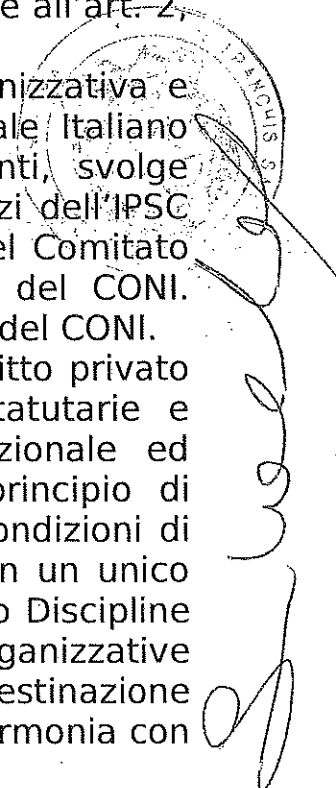 e all'art. 2,
nizzativa e
ale Italiano
nti, svolge
zi dell'IPSC
el Comitato
del CONI.
del CONI.
itto privato
tatutarie e
zionale ed
principio di
ondizioni di
n un unico
o Discipline
ganizzative
estinazione
rmonia con